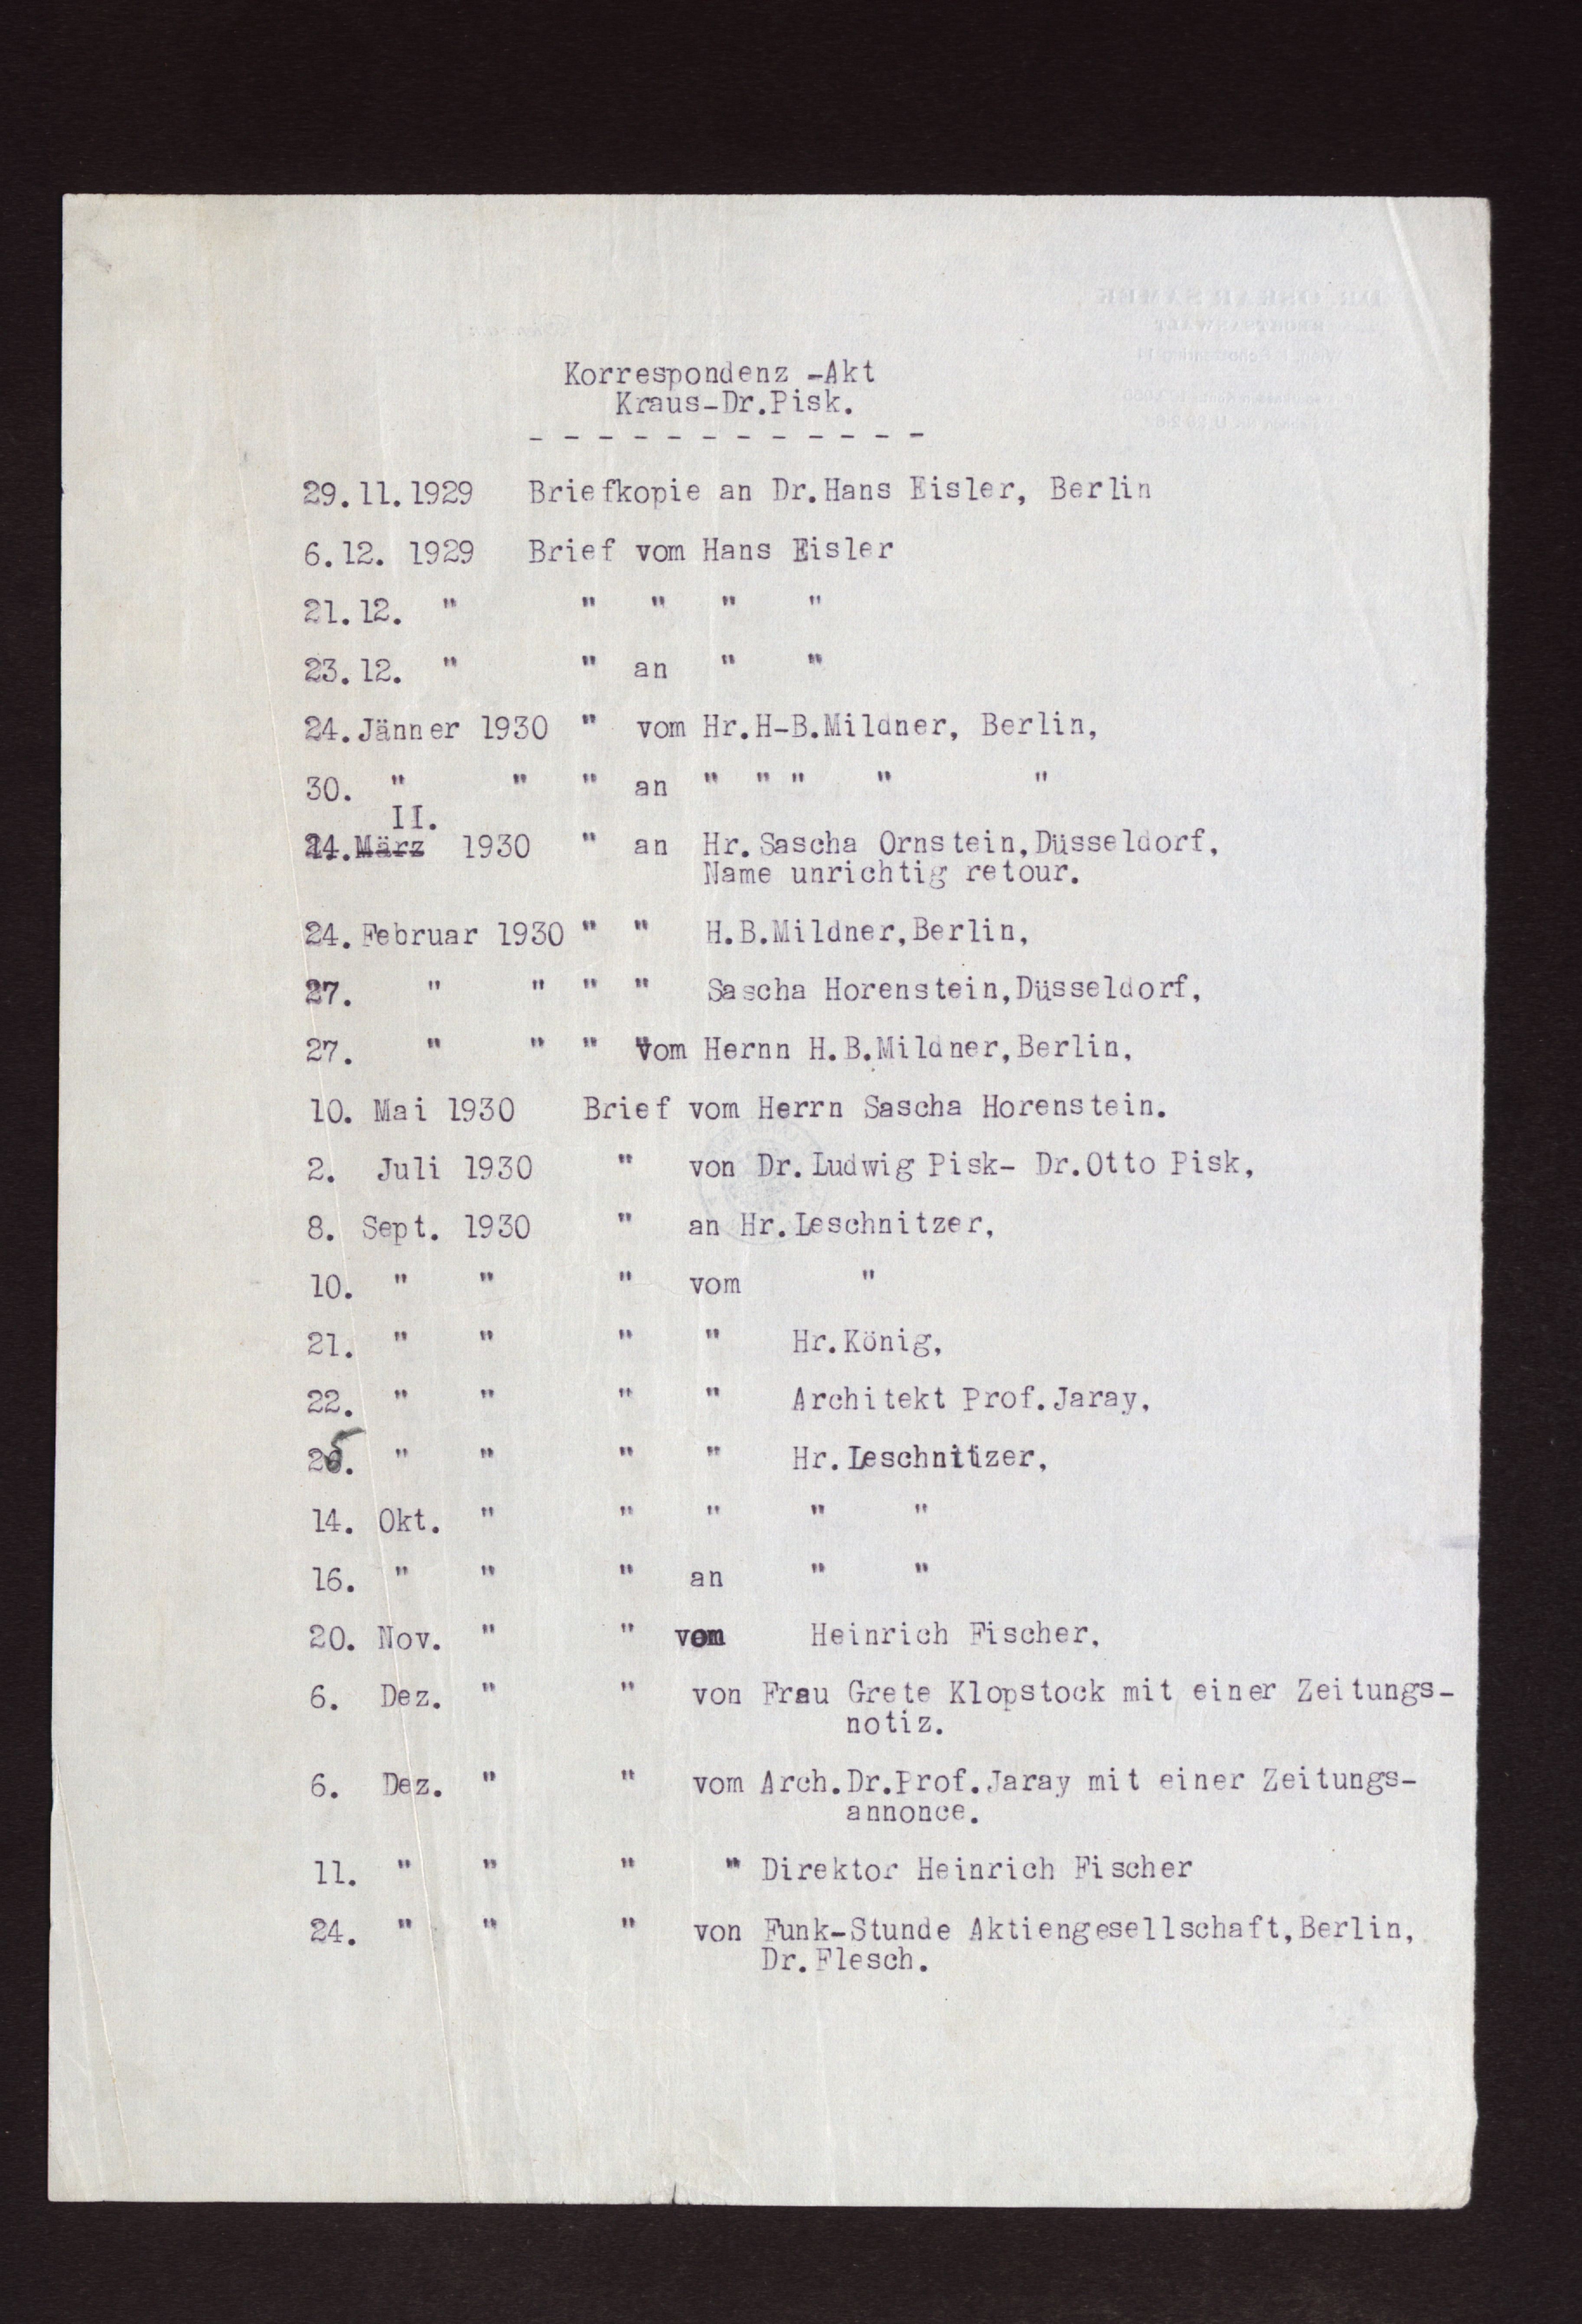 Korrespondenz -Akt
Kraus-Dr.Pisk.
- - - - - - - - - - - -
29.11.1929 Briefkopie an Dr.Hans Eisler, Berlin
6.12. 1929 Brief vom Hans Eisler
21.12. " " " " "
23.12. " " an " "
24.Jänner 1930 " vom Hr.H-B.Mildner, Berlin,
30. " " " an " " " " "
II.
24.März 1930 " an Hr.Sascha Ornstein,Düsseldorf,
Name unrichtig retour.
24.Februar 1930 " " H.B.Mildner,Berlin,
27. " " " " Sascha Horenstein,Düsseldorf,
27. " " " vom Hernn H.B.Mildner,Berlin,
10. Mai 1930 Brief vom Herrn Sascha Horenstein.
2. Juli 1930 " von Dr.Ludwig Pisk- Dr.Otto Pisk,
8. Sept. 1930 " an Hr.Leschnitzer,
10. " " " vom "
21. " " " " Hr.König,
22. " " " " Architekt Prof.Jaray,
25. " " " " Hr.Leschnitzer,
14. Okt. " " " " "
16. " " " an " "
20. Nov. " " vom Heinrich Fischer,
6. Dez. " " von Frau Grete Klopstock mit einer Zeitungs-
notiz.
6. Dez. " " vom Arch.Dr.Prof.Jaray mit einer Zeitungs-
annonce.
11. " " " " Direktor Heinrich Fischer
24. " " " von Funk-Stunde Aktiengesellschaft,Berlin,
Dr.Flesch.